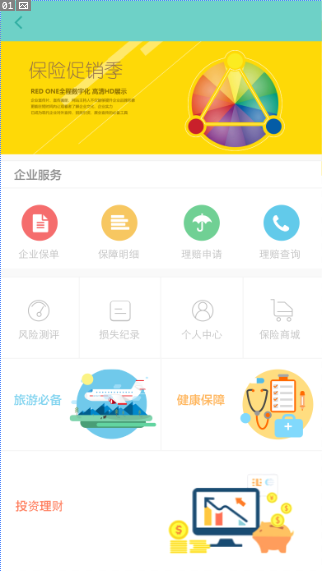 01
保险促销季
RED ONE全程数字化 高清HD展示
企业服务
企业保单
保障明细
理赔申请
理赔查询
风险测评
损失纪录
个人中心
保险商城
旅游必备
健康保障
投资理财